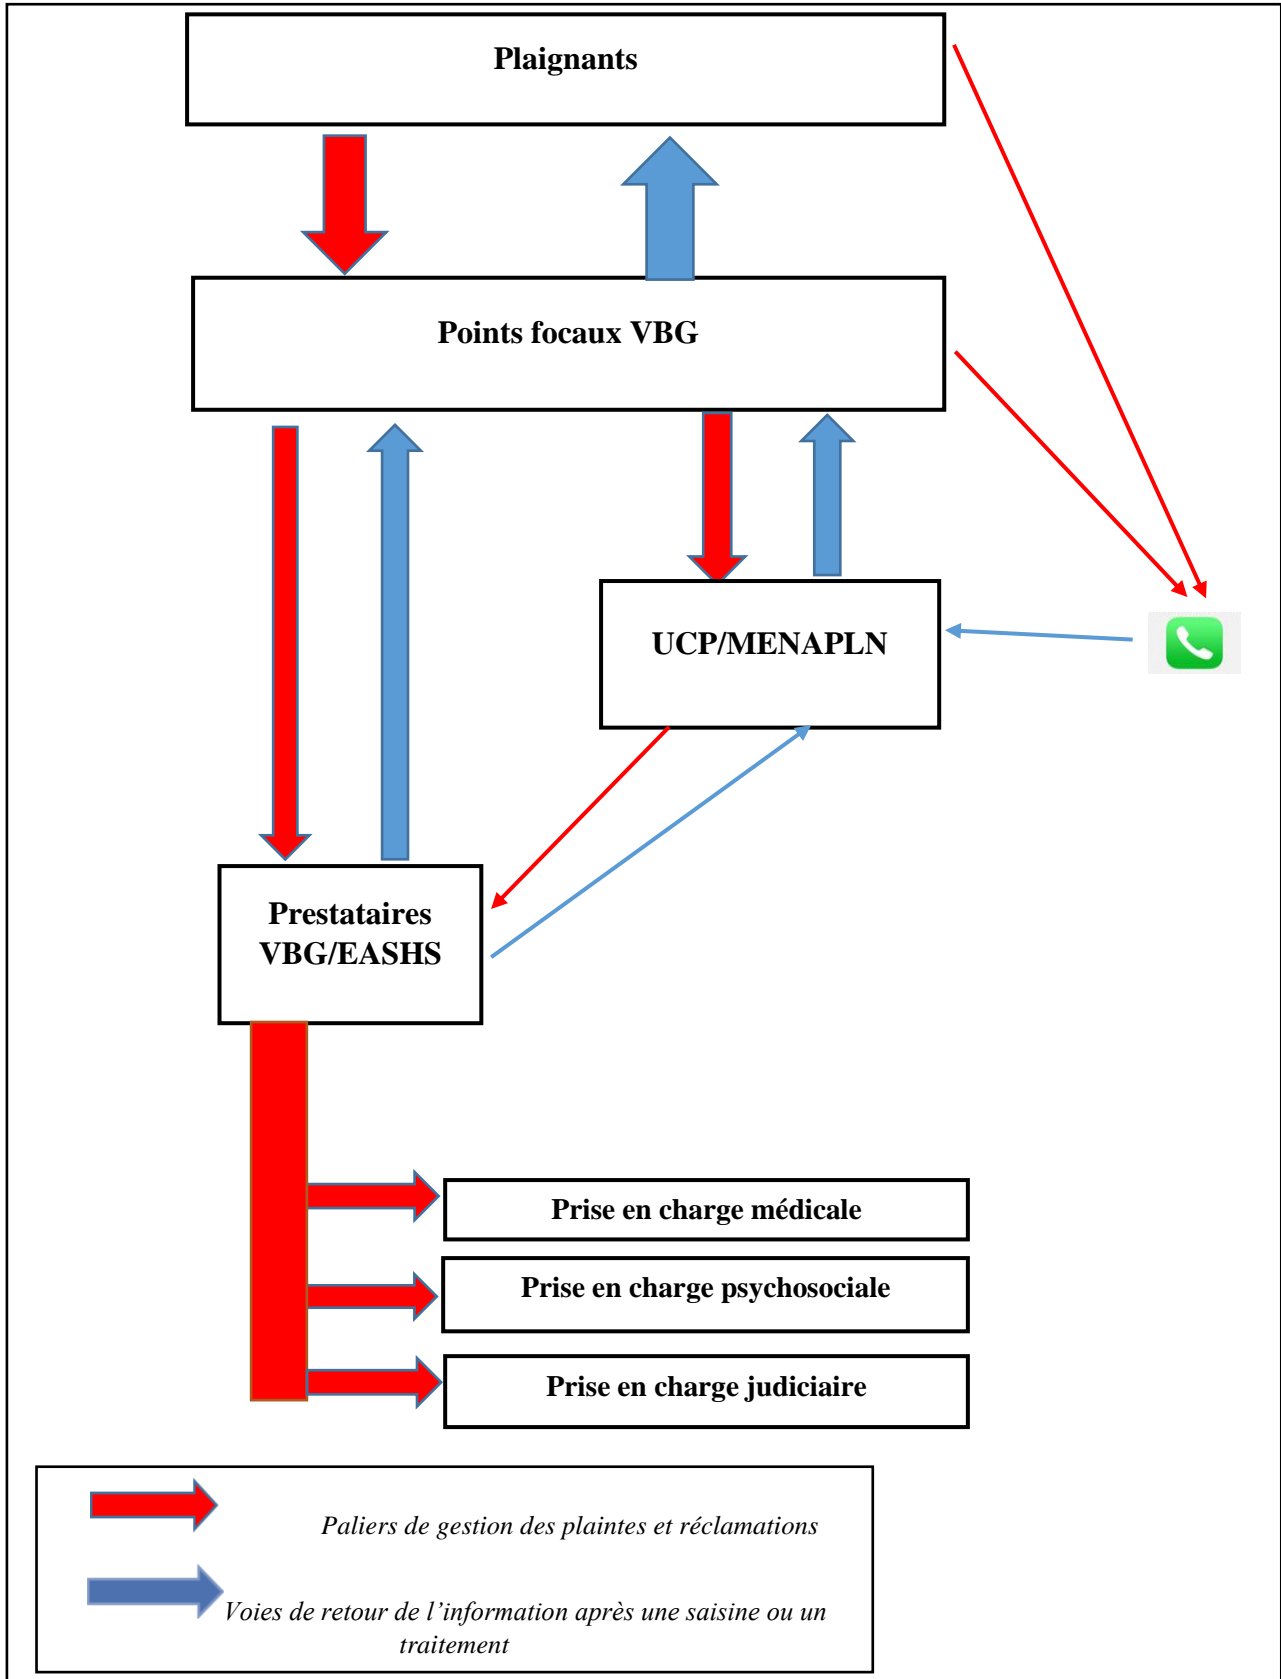 Plaignants
Points focaux VBG
UCP/MENAPLN
Prestataires
VBG/EASHS
Prise en charge médicale
Prise en charge psychosociale
Prise en charge judiciaire
Paliers de gestion des plaintes et réclamations
Voies de retour de l’information après une saisine ou un
traitement